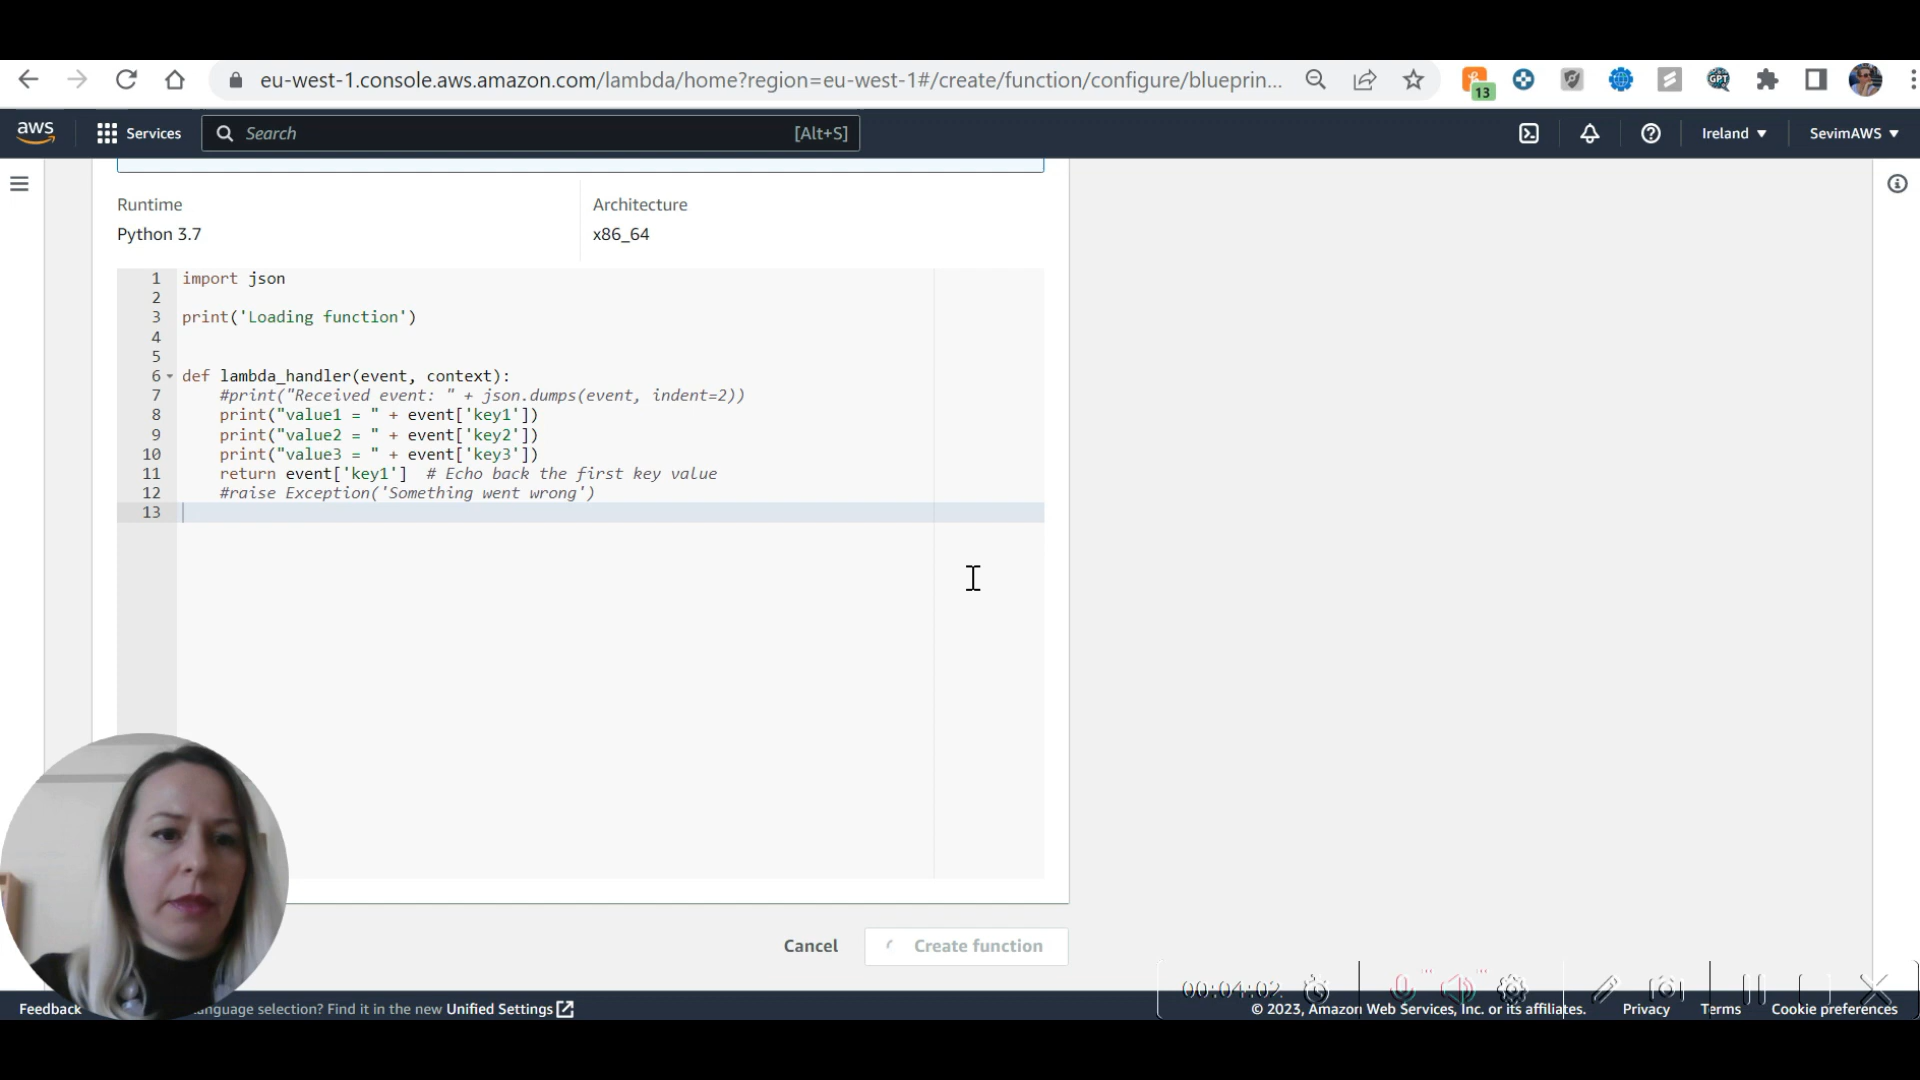 eu-west-1.console.aws.amazon.com/lambda/home?region=eu-west-1#/create/function/configure/blueprin...
13
GPT
aws
Services
Search
[Alt+S]
Ireland
SevimAWS
Runtime
Architecture
Python 3.7
x86_64
1 import json
2
3 print('Loading function')
4
5
6 def lambda_handler(event, context):
7 #print("Received event: " + json.dumps(event, indent=2))
8 print("value1 = " + event['key1'])
9 print("value2 = " + event['key2'])
10 print("value3 = " + event['key3'])
11 return event['key1'] # Echo back the first key value
12 #raise Exception('Something went wrong')
13
Cancel
Create function
00:04:02
Feedback
language selection? Find it in the new Unified Settings
© 2023, Amazon Web Services, Inc. or its affiliates.
Privacy
Terms
Cookie preferences